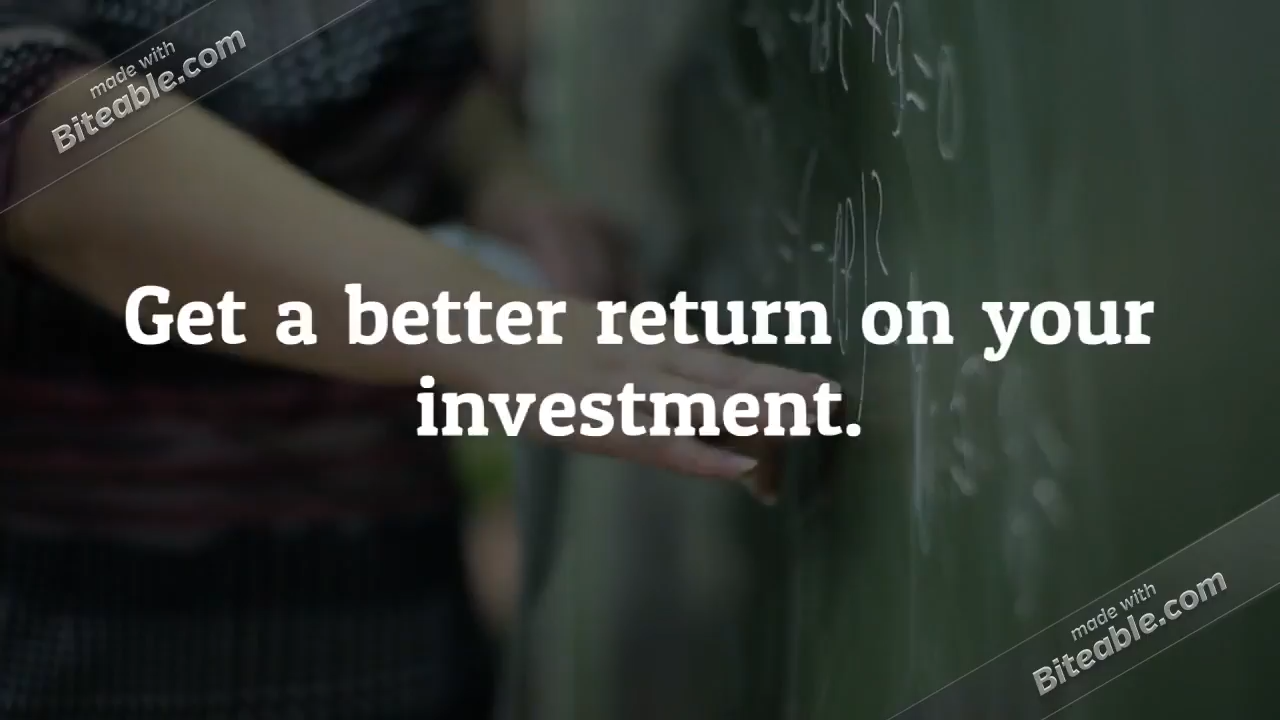 made with
Biteable.com
Get a better return on your
investment.
made with
Biteable.com